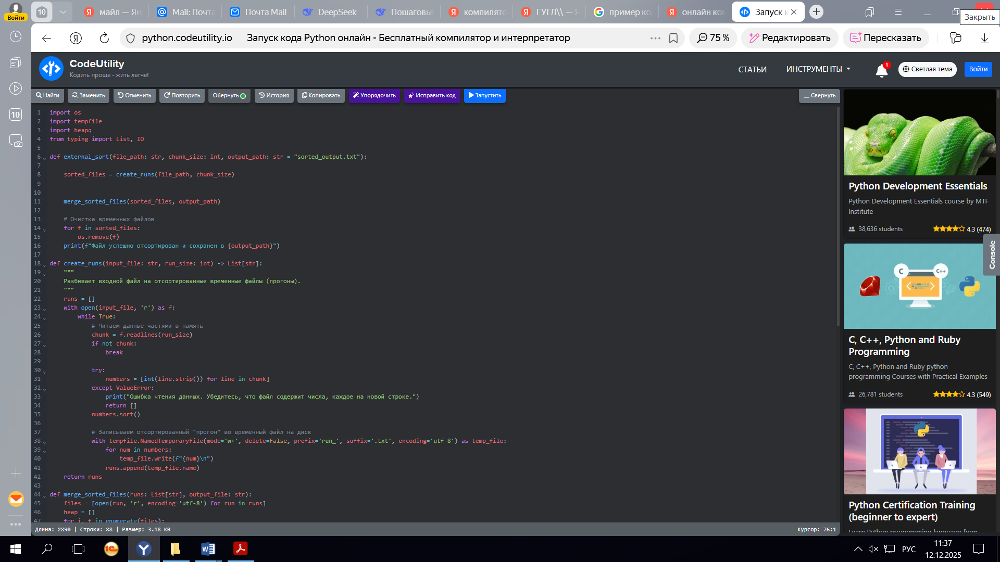 Войти
10
майл — Ян
Mail: Почта
Почта Mail
DeepSeek
Пошаговы
компилято
ГУГЛ\\ — Я
пример ко
онлайн ком
Запуск к
Закрыть
python.codeutility.io
Запуск кода Python онлайн - Бесплатный компилятор и интерпретатор
75 %
Редактировать
Пересказать
CodeUtility
Кодить проще - жить легче!
СТАТЬИ
ИНСТРУМЕНТЫ
1
Светлая тема
Войти
10
Найти
Заменить
Отменить
Повторить
Обернуть
История
Копировать
Упорядочить
Исправить код
Запустить
Свернуть
1 import os
2 import tempfile
3 import heapq
4 from typing import List, IO
5
6 def external_sort(file_path: str, chunk_size: int, output_path: str = "sorted_output.txt"):
7
8 sorted_files = create_runs(file_path, chunk_size)
9
10
11 merge_sorted_files(sorted_files, output_path)
12
13 # Очистка временных файлов
14 for f in sorted_files:
15 os.remove(f)
16 print(f"Файл успешно отсортирован и сохранен в {output_path}")
17
18 def create_runs(input_file: str, run_size: int) -> List[str]:
19 """
20 Разбивает входной файл на отсортированные временные файлы (прогоны).
21 """
22 runs = []
23 with open(input_file, 'r') as f:
24 while True:
25 # Читаем данные частями в память
26 chunk = f.readlines(run_size)
27 if not chunk:
28 break
29
30 try:
31 numbers = [int(line.strip()) for line in chunk]
32 except ValueError:
33 print("Ошибка чтения данных. Убедитесь, что файл содержит числа, каждое на новой строке.")
34 return []
35 numbers.sort()
36
37 # Записываем отсортированный "прогон" во временный файл на диск
38 with tempfile.NamedTemporaryFile(mode='w+', delete=False, prefix='run_', suffix='.txt', encoding='utf-8') as temp_file:
39 for num in numbers:
40 temp_file.write(f"{num}\n")
41 runs.append(temp_file.name)
42 return runs
43
44 def merge_sorted_files(runs: List[str], output_file: str):
45 files = [open(run, 'r', encoding='utf-8') for run in runs]
46 heap = []
47 for i, f in enumerate(files):
Длина: 2890 | Строки: 88 | Размер: 3.18 KB
Курсор: 76:1
Python Development Essentials
Python Development Essentials course by MTF
Institute
38,636 students
4.3 (474)
Console
C
C++
C, C++, Python and Ruby
Programming
C, C++, Python and Ruby python
programming Courses with Practical Examples
26,781 students
4.3 (549)
Python Certification Training
(beginner to expert)
Learn Python programming language from
1С
РУС
11:37
12.12.2025